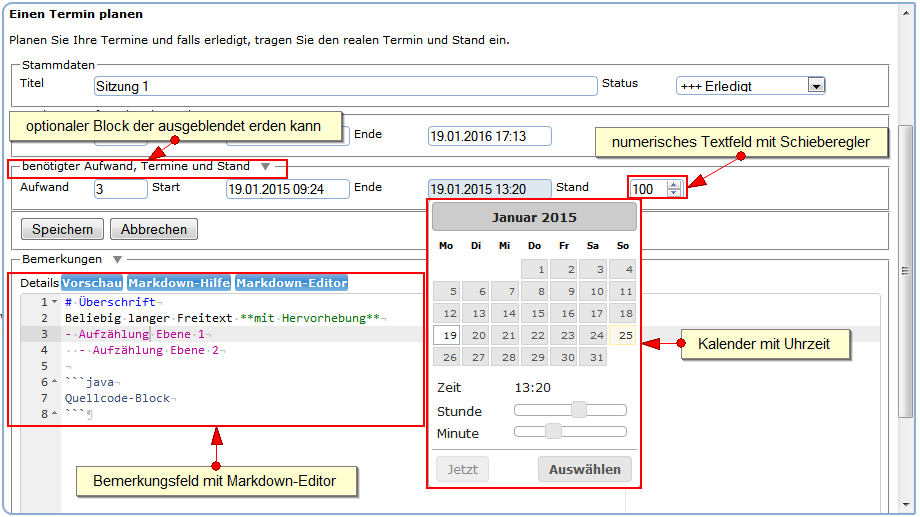 Einen Termin planen
Planen Sie Ihre Termine und falls erledigt, tragen Sie den realen Termin und Stand ein.
Stammdaten
Titel Sitzung 1 Status +++ Erledigt
optionaler Block der ausgeblendet erden kann
Ende 19.01.2016 17:13
numerisches Textfeld mit Schieberegler
benötigter Aufwand, Termine und Stand
Aufwand 3 Start 19.01.2015 09:24 Ende 19.01.2015 13:20 Stand 100
Speichern Abbrechen
Januar 2015
Mo Di Mi Do Fr Sa So
1 2 3 4
5 6 7 8 9 10 11
12 13 14 15 16 17 18
19 20 21 22 23 24 25
26 27 28 29 30 31
Zeit 13:20
Stunde
Minute
Jetzt Auswählen
Kalender mit Uhrzeit
Bemerkungen
Details Vorschau Markdown-Hilfe Markdown-Editor
1 # Überschrift¬
2 Beliebig langer Freitext **mit Hervorhebung**
3 - Aufzählung Ebene 1
4 - Aufzählung Ebene 2 ¬
5 ¬
6 ```java¬
7 Quellcode-Block¬
8 ```¶
Bemerkungsfeld mit Markdown-Editor